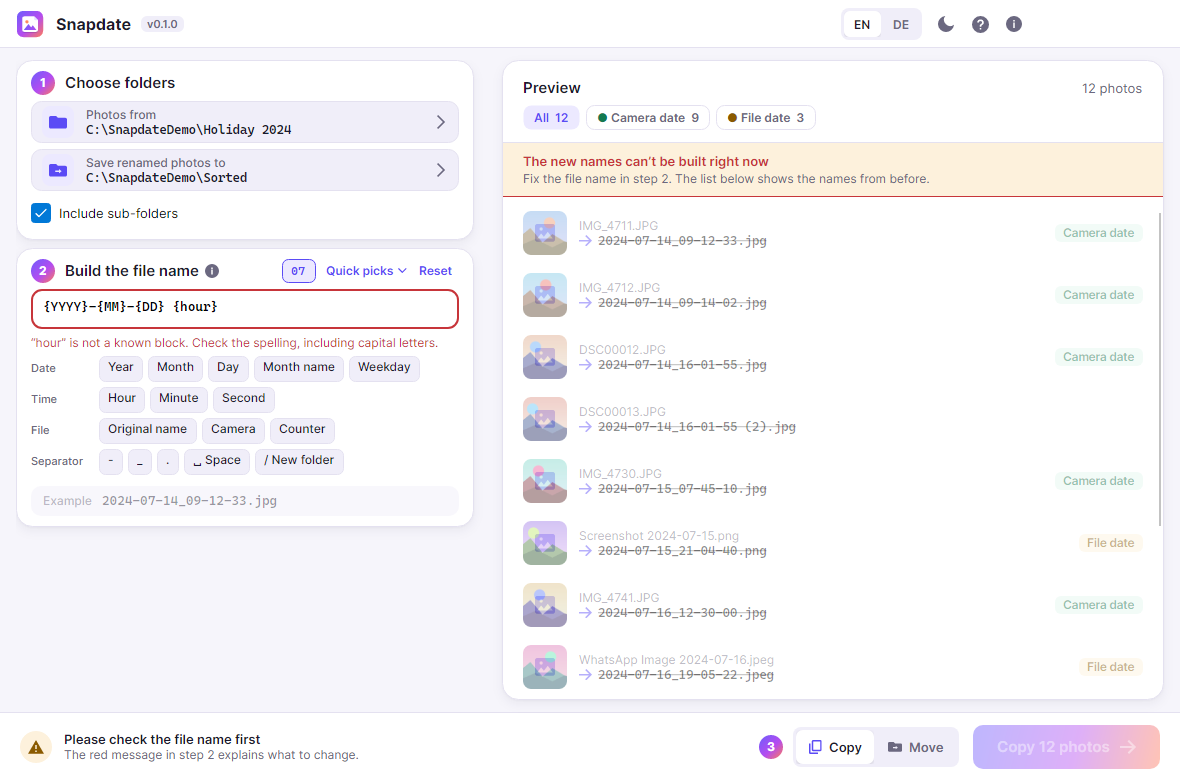 Snapdate v0.1.0
EN DE
1 Choose folders
Photos from
C:\SnapdateDemo\Holiday 2024
Save renamed photos to
C:\SnapdateDemo\Sorted
Include sub-folders
2 Build the file name
07 Quick picks Reset
{YYYY}-{MM}-{DD} {hour}
“hour” is not a known block. Check the spelling, including capital letters.
Date Year Month Day Month name Weekday
Time Hour Minute Second
File Original name Camera Counter
Separator - _ . ␣ Space / New folder
Example 2024-07-14_09-12-33.jpg
Preview 12 photos
All 12 Camera date 9 File date 3
The new names can’t be built right now
Fix the file name in step 2. The list below shows the names from before.
IMG_4711.JPG
→ 2024-07-14_09-12-33.jpg Camera date
IMG_4712.JPG
→ 2024-07-14_09-14-02.jpg Camera date
DSC00012.JPG
→ 2024-07-14_16-01-55.jpg Camera date
DSC00013.JPG
→ 2024-07-14_16-01-55 (2).jpg
IMG_4730.JPG
→ 2024-07-15_07-45-10.jpg Camera date
Screenshot 2024-07-15.png
→ 2024-07-15_21-04-40.png File date
IMG_4741.JPG
→ 2024-07-16_12-30-00.jpg Camera date
WhatsApp Image 2024-07-16.jpeg
→ 2024-07-16_19-05-22.jpeg File date
Please check the file name first
The red message in step 2 explains what to change.
3 Copy Move Copy 12 photos →